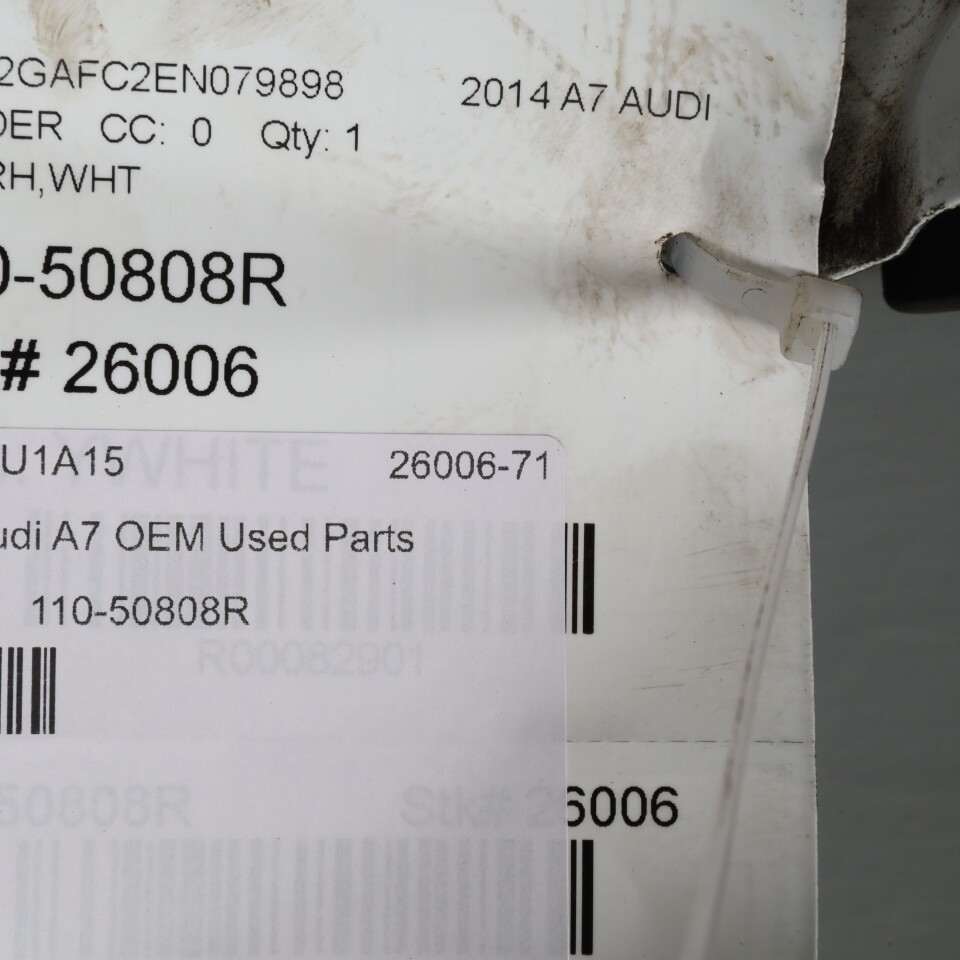 2GAFC2EN079898 2014 A7 AUDI
DER CC: 0 Qty: 1
RH,WHT
0-50808R
# 26006
U1A15 26006-71
WHITE
udi A7 OEM Used Parts
110-50808R
R00082901
50808R Stk# 26006